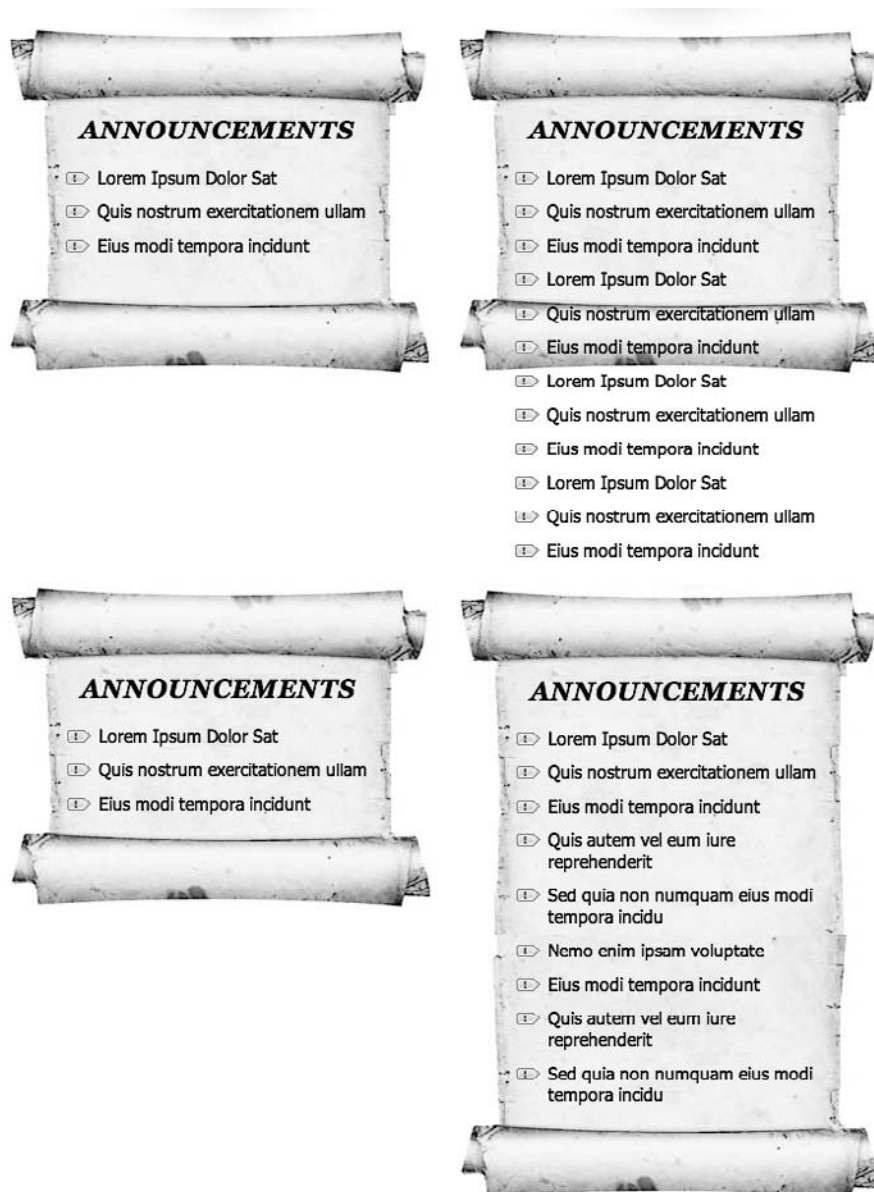 ANNOUNCEMENTS
Lorem Ipsum Dolor Sat
Quis nostrum exercitationem ullam
Eius modi tempora incidunt
ANNOUNCEMENTS
Lorem Ipsum Dolor Sat
Quis nostrum exercitationem ullam
Eius modi tempora incidunt
Lorem Ipsum Dolor Sat
Quis nostrum exercitationem ullam
Eius modi tempora incidunt
Lorem Ipsum Dolor Sat
Quis nostrum exercitationem ullam
Eius modi tempora incidunt
Lorem Ipsum Dolor Sat
Quis nostrum exercitationem ullam
Eius modi tempora incidunt
ANNOUNCEMENTS
Lorem Ipsum Dolor Sat
Quis nostrum exercitationem ullam
Eius modi tempora incidunt
ANNOUNCEMENTS
Lorem Ipsum Dolor Sat
Quis nostrum exercitationem ullam
Eius modi tempora incidunt
Quis autem vel eum iure
reprehenderit
Sed quia non numquam eius modi
tempora incidu
Nemo enim ipsam voluptate
Eius modi tempora incidunt
Quis autem vel eum iure
reprehenderit
Sed quia non numquam eius modi
tempora incidu